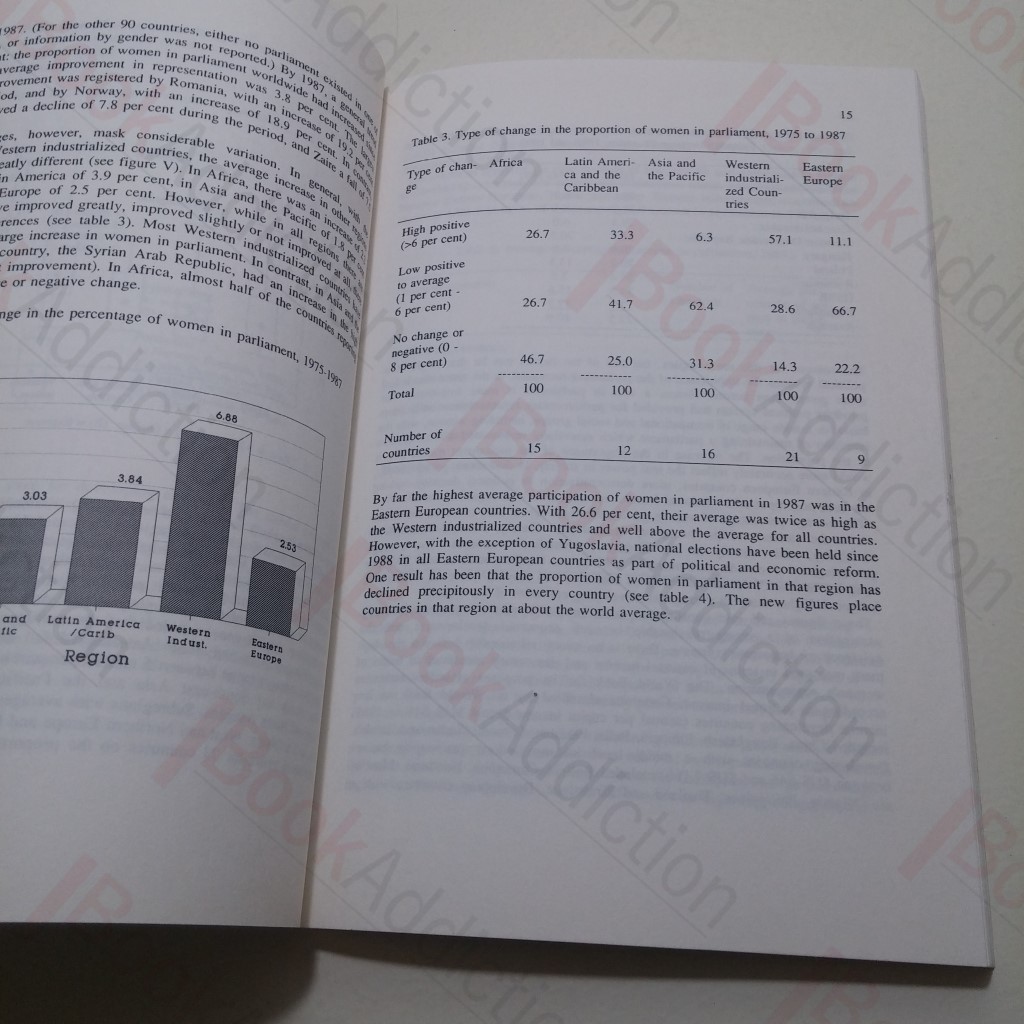 1987. (For the other 90 countries, either no parliament existed in
or information by gender was not reported.) By 1987, a general
the proportion of women in parliament worldwide had increased
average improvement in representation was 3.8 per cent. The
was registered by Romania, with an increase of 19.2 per
and by Norway, with an increase of 18.9 per cent. In
a decline of 7.8 per cent during the period, and Zaire a fall of
however, mask considerable variation. In general,
industrialized countries, the average increase in other
different (see figure V). In Africa, there was an increase of
in America of 3.9 per cent, in Asia and the Pacific of 1.8 per
Europe of 2.5 per cent. However, while in all regions there
improved greatly, improved slightly or not improved at all,
(see table 3). Most Western industrialized countries
large increase in women in parliament. In contrast, in Asia and the
country, the Syrian Arab Republic, had an increase in the
improvement). In Africa, almost half of the countries reported
or negative change.
in the percentage of women in parliament, 1975-1987
3.03
3.84
6.88
2.53
and
Latin America
/Carib
Western
Indust.
Eastern
Europe
Region
15
Table 3. Type of change in the proportion of women in parliament, 1975 to 1987
Type of chan- Africa Latin Ameri- Asia and Western Eastern
ge ca and the the Pacific industriali- Europe
Caribbean zed Coun-
tries
High positive
(>6 per cent) 26.7 33.3 6.3 57.1 11.1
Low positive
to average
(1 per cent -
6 per cent) 26.7 41.7 62.4 28.6 66.7
No change or
negative (0 -
8 per cent) 46.7 25.0 31.3 14.3 22.2
Total 100 100 100 100 100
Number of
countries 15 12 16 21 9
By far the highest average participation of women in parliament in 1987 was in the
Eastern European countries. With 26.6 per cent, their average was twice as high as
the Western industrialized countries and well above the average for all countries.
However, with the exception of Yugoslavia, national elections have been held since
1988 in all Eastern European countries as part of political and economic reform.
One result has been that the proportion of women in parliament in that region has
declined precipitously in every country (see table 4). The new figures place
countries in that region at about the world average.
BookAddiction